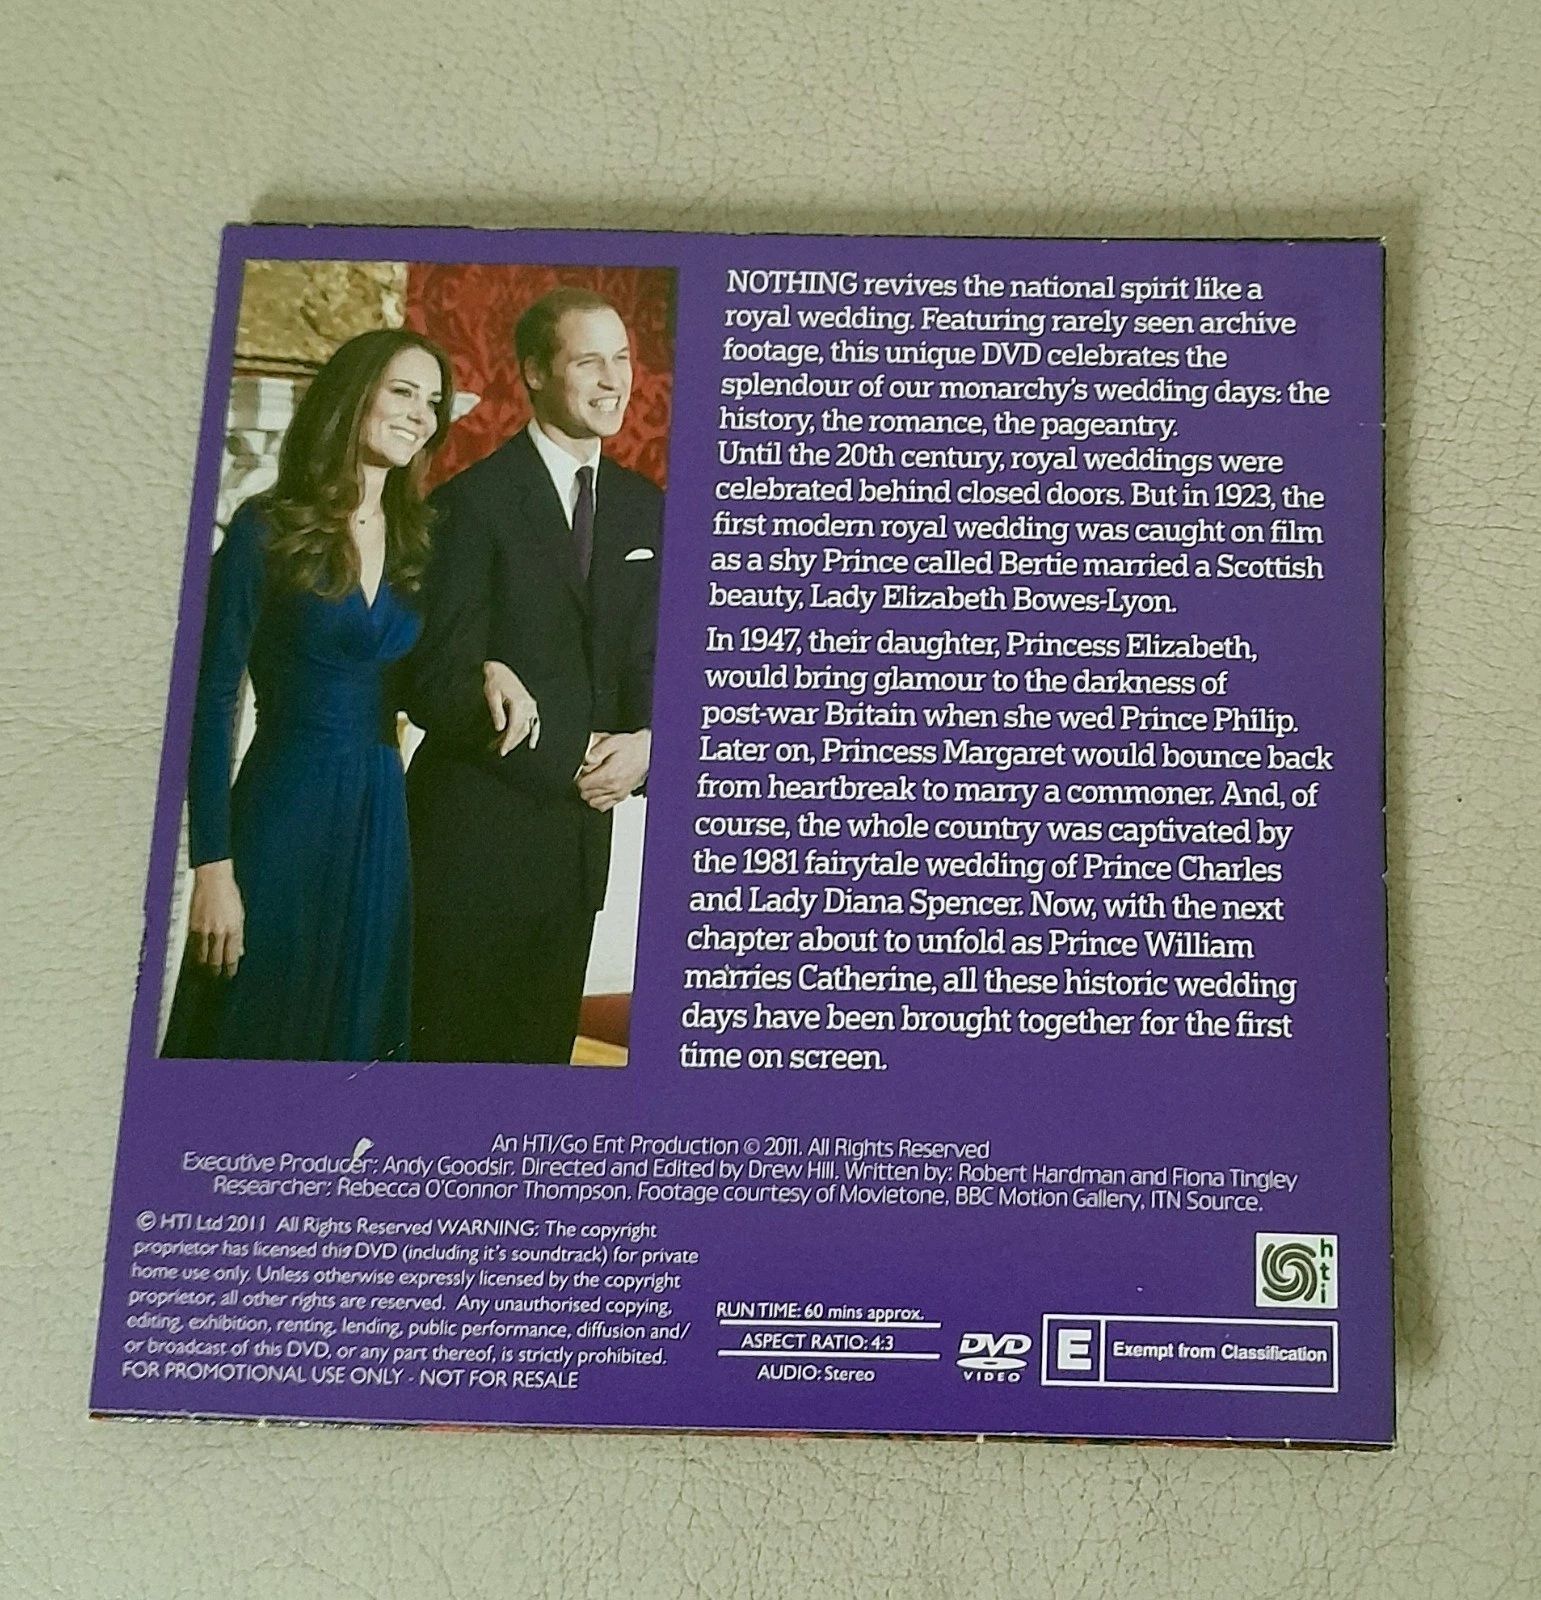 NOTHING revives the national spirit like a
royal wedding. Featuring rarely seen archive
footage, this unique DVD celebrates the
splendour of our monarchy's wedding days: the
history, the romance, the pageantry.
Until the 20th century, royal weddings were
celebrated behind closed doors. But in 1923, the
first modern royal wedding was caught on film
as a shy Prince called Bertie married a Scottish
beauty, Lady Elizabeth Bowes-Lyon.
In 1947, their daughter, Princess Elizabeth,
would bring glamour to the darkness of
post-war Britain when she wed Prince Philip.
Later on, Princess Margaret would bounce back
from heartbreak to marry a commoner. And, of
course, the whole country was captivated by
the 1981 fairytale wedding of Prince Charles
and Lady Diana Spencer. Now, with the next
chapter about to unfold as Prince William
marries Catherine, all these historic wedding
days have been brought together for the first
time on screen.
An HTI/Go Ent Production © 2011. All Rights Reserved
Executive Producer: Andy Goodsir. Directed and Edited by Drew Hill. Written by: Robert Hardman and Fiona Tingley
Researcher: Rebecca O'Connor Thompson. Footage courtesy of Movietone, BBC Motion Gallery, ITN Source.
© HTI Ltd 2011 All Rights Reserved WARNING: The copyright
proprietor has licensed this DVD (including it's soundtrack) for private
home use only. Unless otherwise expressly licensed by the copyright
proprietor, all other rights are reserved. Any unauthorised copying,
editing, exhibition, renting, lending, public performance, diffusion and/
or broadcast of this DVD, or any part thereof, is strictly prohibited.
FOR PROMOTIONAL USE ONLY - NOT FOR RESALE
RUN TIME: 60 mins approx.
ASPECT RATIO: 4:3
AUDIO: Stereo
DVD
VIDEO
E
Exempt from Classification
hti